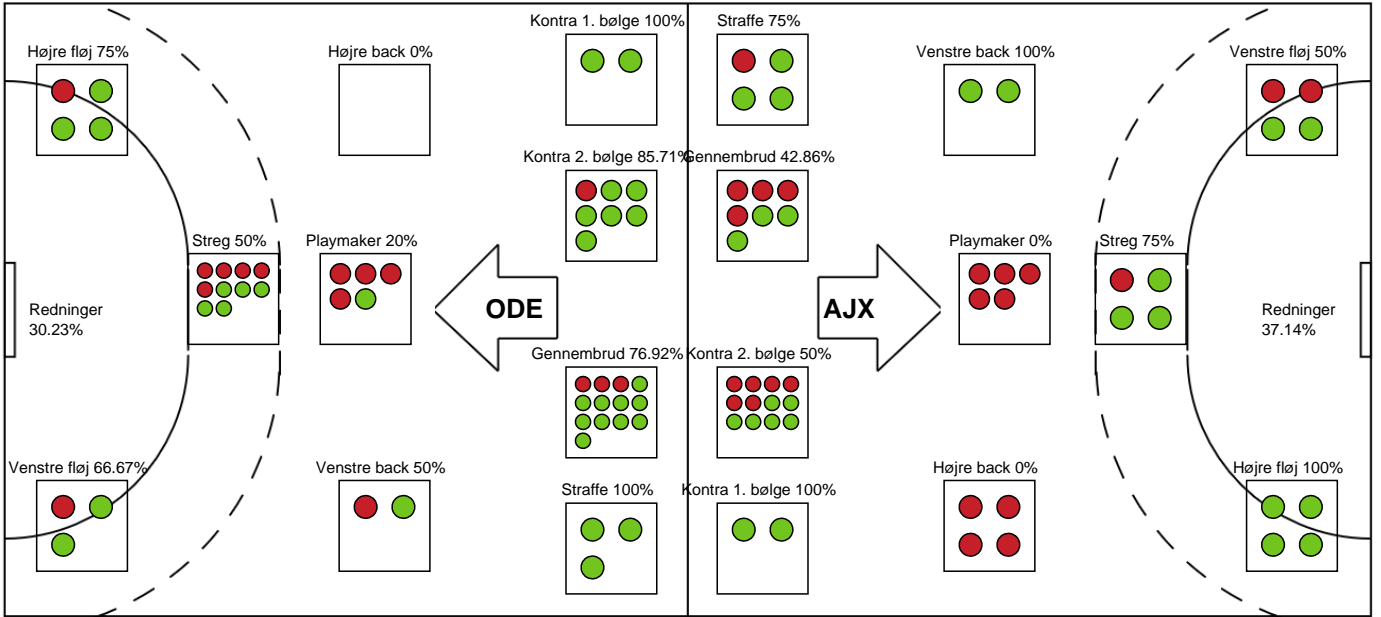 Kontra 1. bølge 100%
Straffe 75%
Højre fløj 75%
Højre back 0%
Venstre back 100%
Venstre fløj 50%
Kontra 2. bølge 85.71%
Gennembrud 42.86%
Streg 50%
Playmaker 20%
Playmaker 0%
Streg 75%
Redninger
30.23%
ODE
AJX
Redninger
37.14%
Gennembrud 76.92%
Kontra 2. bølge 50%
Venstre fløj 66.67%
Venstre back 50%
Højre back 0%
Højre fløj 100%
Straffe 100%
Kontra 1. bølge 100%